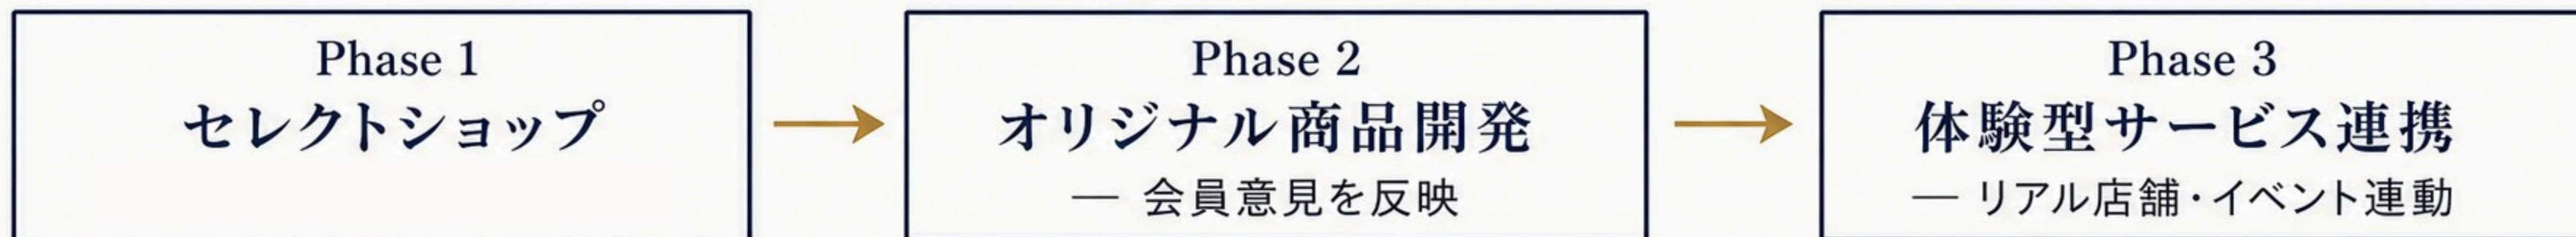 Phase 1
セレクトショップ
Phase 2
オリジナル商品開発
― 会員意見を反映
Phase 3
体験型サービス連携
― リアル店舗・イベント連動